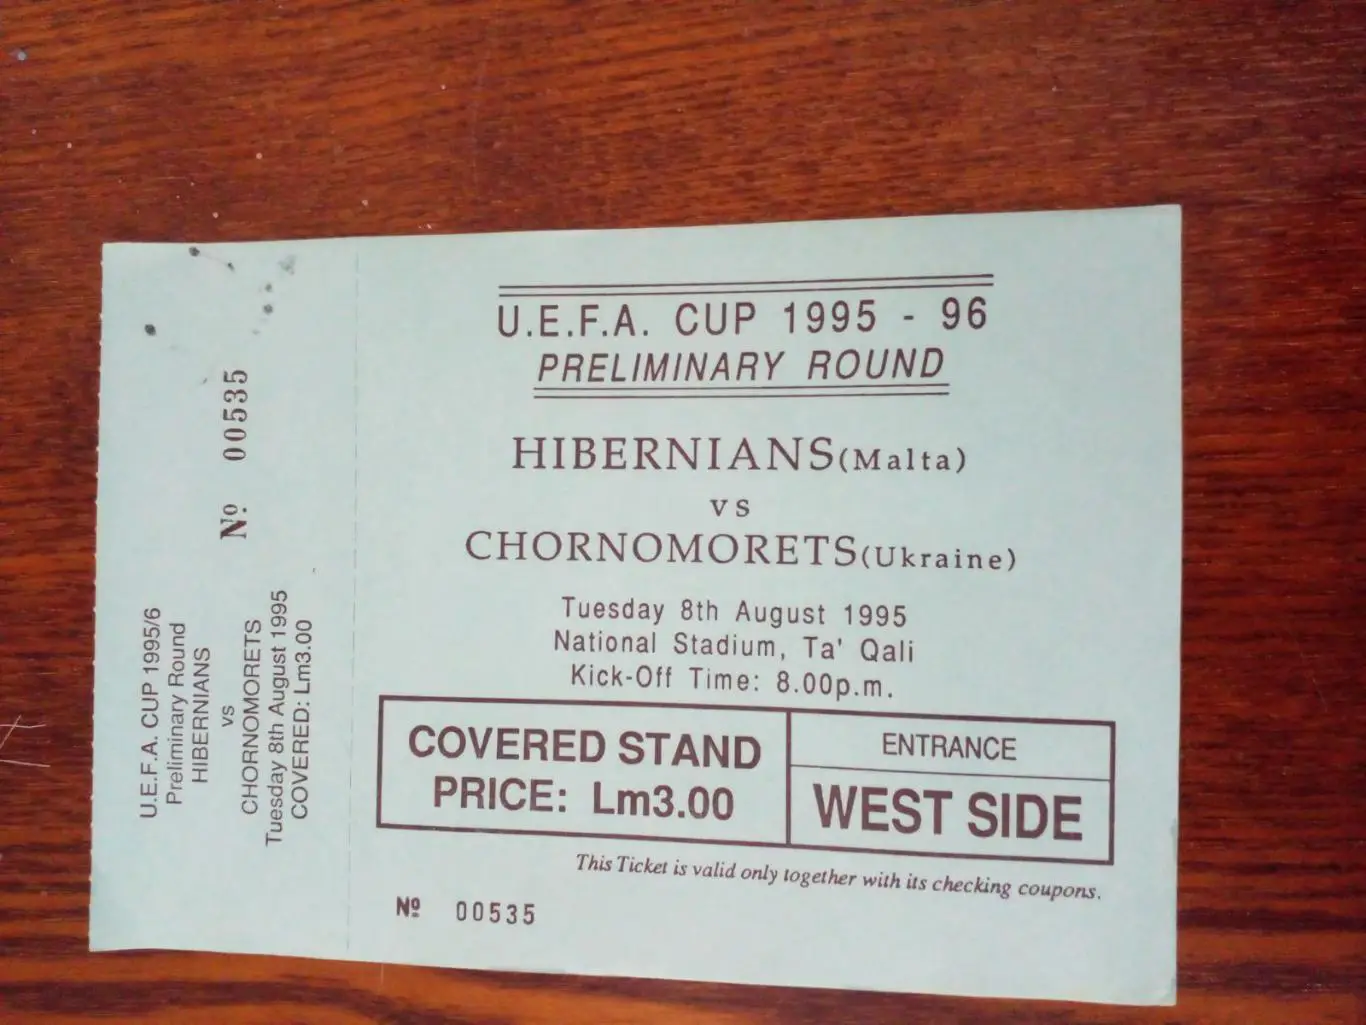 U.E.F.A. CUP 1995/6
Preliminary Round
HIBERNIANS
vs
CHORNOMORETS
Tuesday 8th August 1995
COVERED: Lm3.00
Nº 00535
U.E.F.A. CUP 1995 - 96
PRELIMINARY ROUND
HIBERNIANS (Malta)
vs
CHORNOMORETS (Ukraine)
Tuesday 8th August 1995
National Stadium, Ta' Qali
Kick-Off Time: 8.00p.m.
COVERED STAND
PRICE: Lm3.00
ENTRANCE
WEST SIDE
This Ticket is valid only together with its checking coupons.
Nº 00535